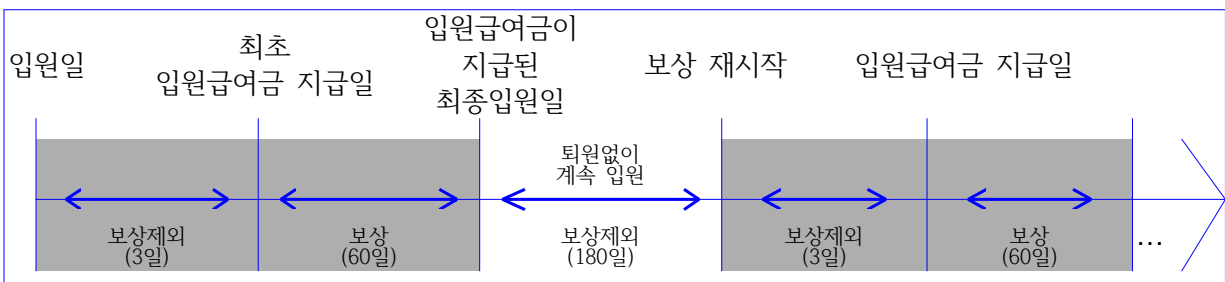 입원일
최초
입원급여금 지급일
입원급여금이
지급된
최종입원일
보상 재시작
입원급여금 지급일
퇴원없이
계속 입원
보상제외
(3일)
보상
(60일)
보상제외
(180일)
보상제외
(3일)
보상
(60일)
...